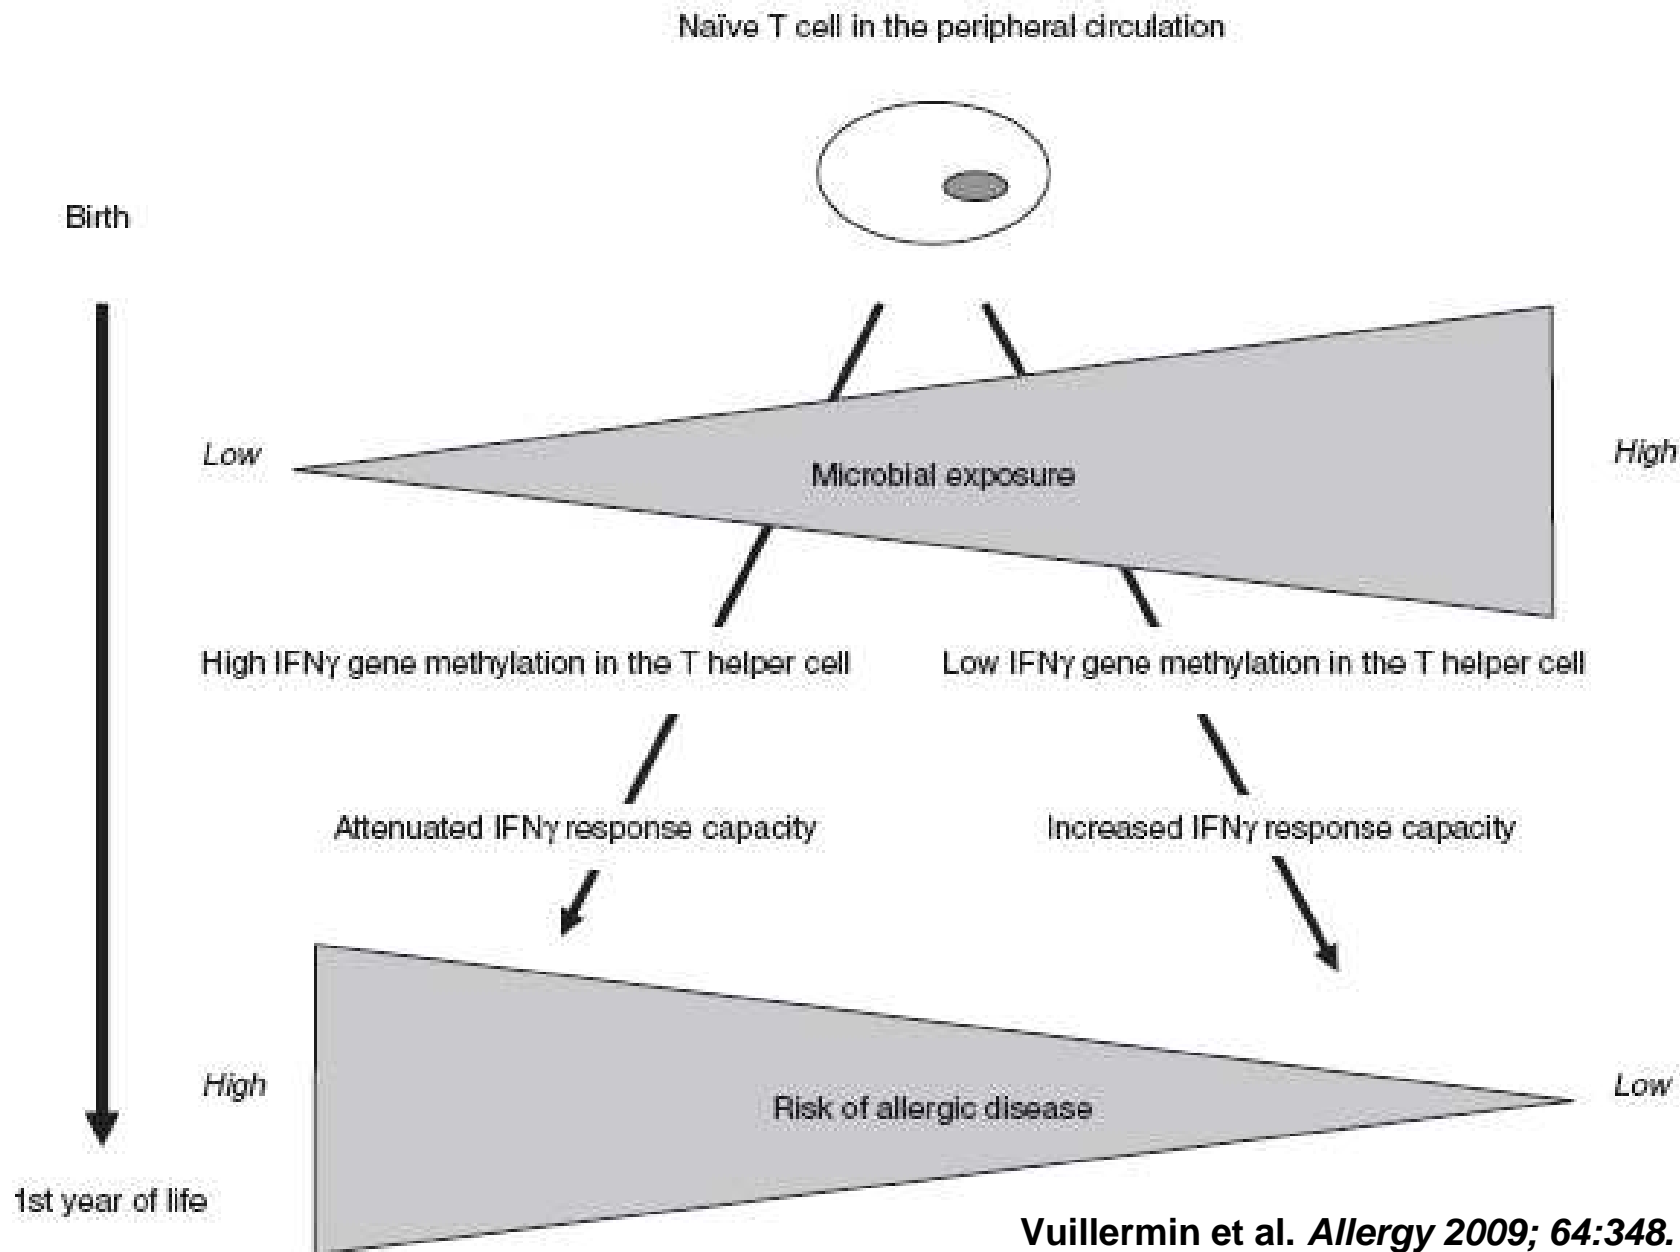 Naïve T cell in the peripheral circulation
Birth
Low
High
Microbial exposure
High IFNγ gene methylation in the T helper cell
Low IFNγ gene methylation in the T helper cell
Attenuated IFNγ response capacity
Increased IFNγ response capacity
High
Low
Risk of allergic disease
1st year of life
Vuillermin et al. Allergy 2009; 64:348.